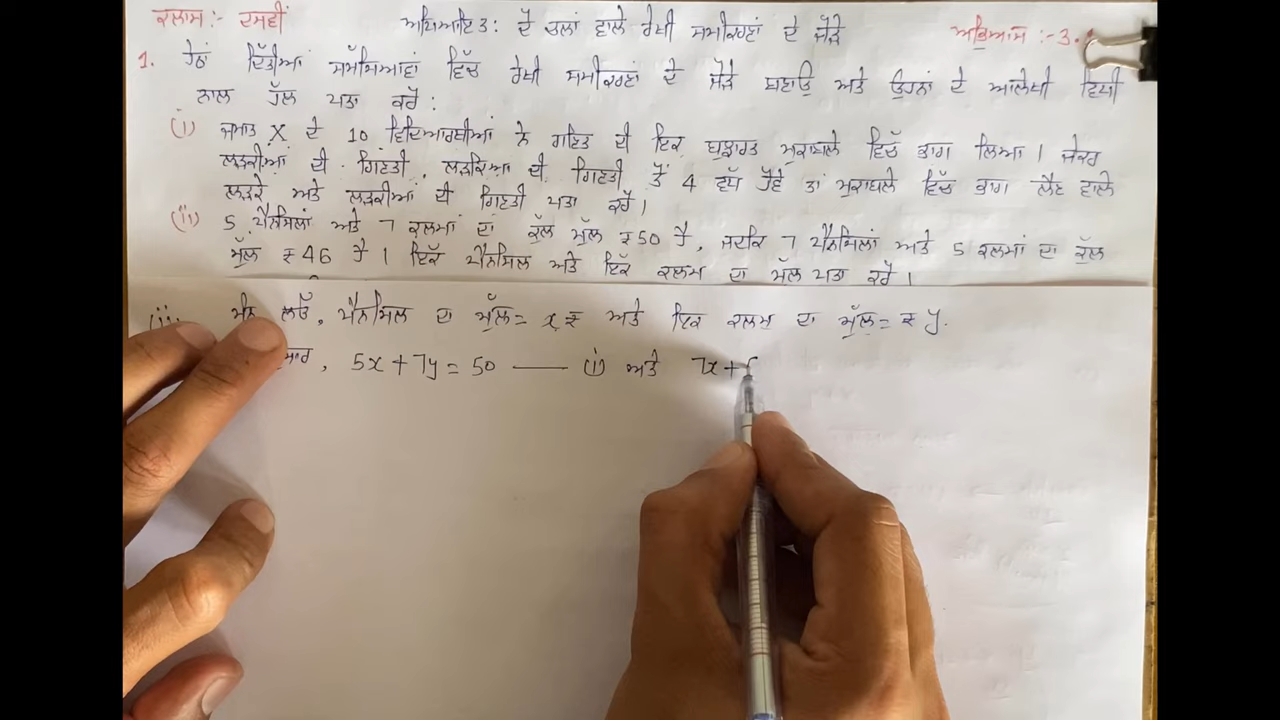 ਕਲਾਸ :- ਦਸਵੀਂ ਅਧਿਆਇ ਤ: ਦੋ ਚਲਾਂ ਵਾਲੇ ਰੇਖੀ ਸਮੀਕਰਣਾਂ ਦੇ ਜੋੜੇ ਅਭਿਆਸ :- 3.
1. ਹੇਠਾਂ ਦਿੱਤੀਆਂ ਸਮੱਸਿਆਵਾਂ ਵਿੱਚ ਰੇਖੀ ਸਮੀਕਰਣਾਂ ਦੇ ਜੋੜੇ ਬਣਾਉ ਅਤੇ ਉਹਨਾਂ ਦੇ ਆਲੇਖੀ ਵਿਧੀ
ਨਾਲ ਹੱਲ ਪਤਾ ਕਰੋ :
(i) ਜਮਾਤ X ਦੇ 10 ਵਿਦਿਆਰਥੀਆਂ ਨੇ ਗਣਿਤ ਦੀ ਇਕ ਬੁਝਾਰਤ ਮੁਕਾਬਲੇ ਵਿੱਚ ਭਾਗ ਲਿਆ । ਜੇਕਰ
ਲੜਕੀਆਂ ਦੀ ਗਿਣਤੀ, ਲੜਕਿਆਂ ਦੀ ਗਿਣਤੀ ਤੋਂ 4 ਵੱਧ ਹੋਵੇ ਤਾਂ ਮੁਕਾਬਲੇ ਵਿੱਚ ਭਾਗ ਲੈਣ ਵਾਲੇ
ਲੜਕੇ ਅਤੇ ਲੜਕੀਆਂ ਦੀ ਗਿਣਤੀ ਪਤਾ ਕਰੋ ।
(ii) 5 ਪੈਨਸਿਲਾਂ ਅਤੇ 7 ਕਲਮਾਂ ਦਾ ਕੁੱਲ ਮੁੱਲ ₹50 ਹੈ, ਜਦਕਿ 7 ਪੈਨਸਿਲਾਂ ਅਤੇ 5 ਕਲਮਾਂ ਦਾ ਕੁੱਲ
ਮੁੱਲ ₹46 ਹੈ । ਇੱਕ ਪੈਨਸਿਲ ਅਤੇ ਇੱਕ ਕਲਮ ਦਾ ਮੁੱਲ ਪਤਾ ਕਰੋ ।
ਮੰਨ ਲਓ, ਪੈਨਸਿਲ ਦਾ ਮੁੱਲ = x ₹ ਅਤੇ ਇਕ ਕਲਮ ਦਾ ਮੁੱਲ = ₹ y.
5x + 7y = 50 —— (i) ਅਤੇ 7x +